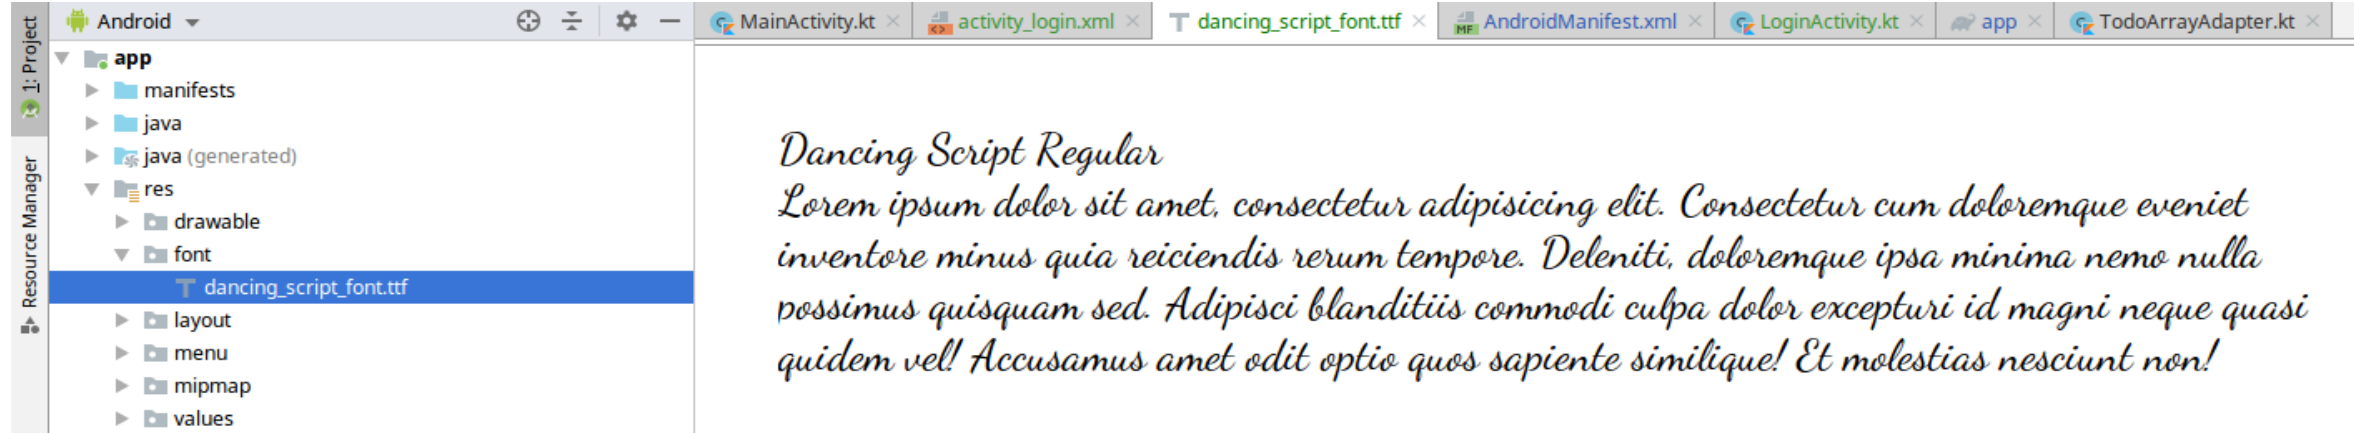 1: Project
Resource Manager
Android
app
manifests
java
java (generated)
res
drawable
font
dancing_script_font.ttf
layout
menu
mipmap
values
MainActivity.kt
activity_login.xml
dancing_script_font.ttf
MF AndroidManifest.xml
LoginActivity.kt
app
TodoArrayAdapter.kt
Dancing Script Regular
Lorem ipsum dolor sit amet, consectetur adipisicing elit. Consectetur cum doloremque eveniet
inventore minus quia reiciendis rerum tempore. Deleniti, doloremque ipsa minima nemo nulla
possimus quisquam sed. Adipisci blanditiis commodi culpa dolor excepturi id magni neque quasi
quidem vel! Accusamus amet odit optio quos sapiente similique! Et molestias nesciunt non!